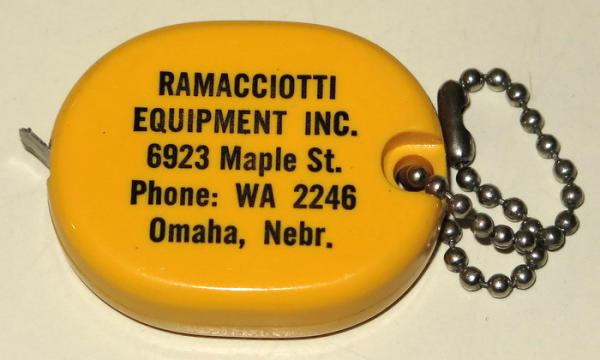 RAMACCIOTTI
EQUIPMENT INC.
6923 Maple St.
Phone: WA 2246
Omaha, Nebr.